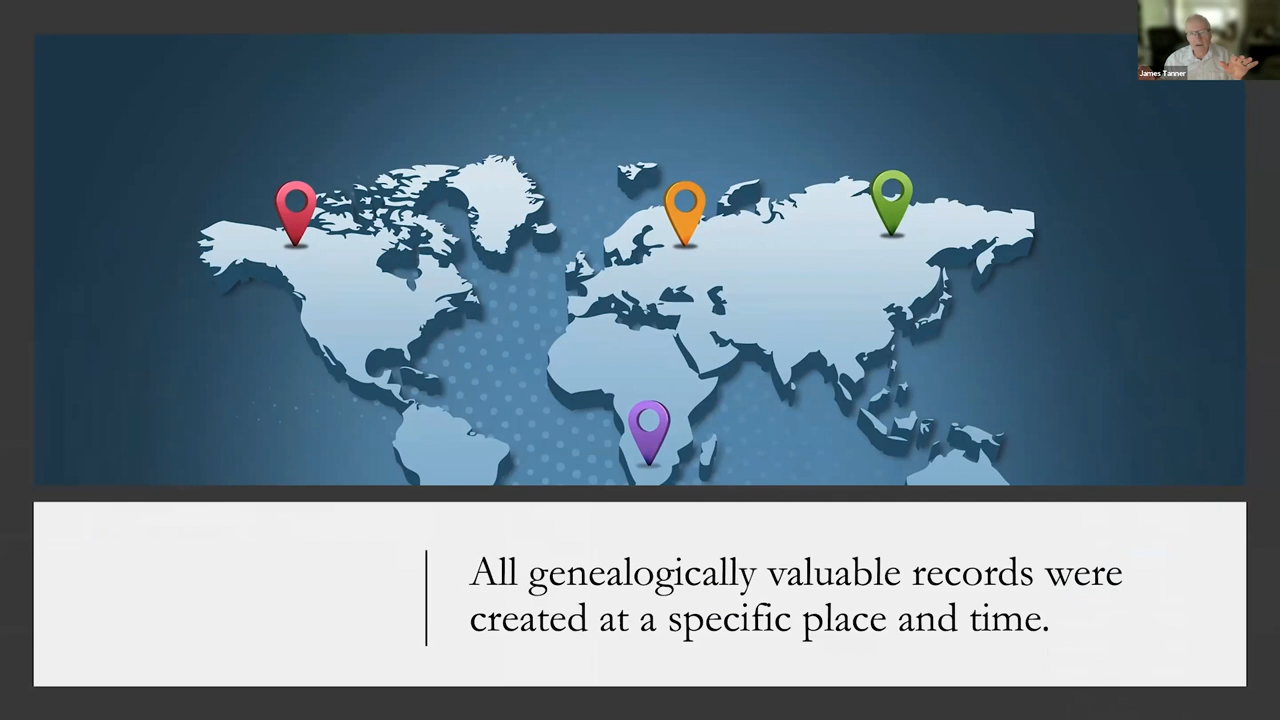 James Tanner
All genealogically valuable records were
created at a specific place and time.